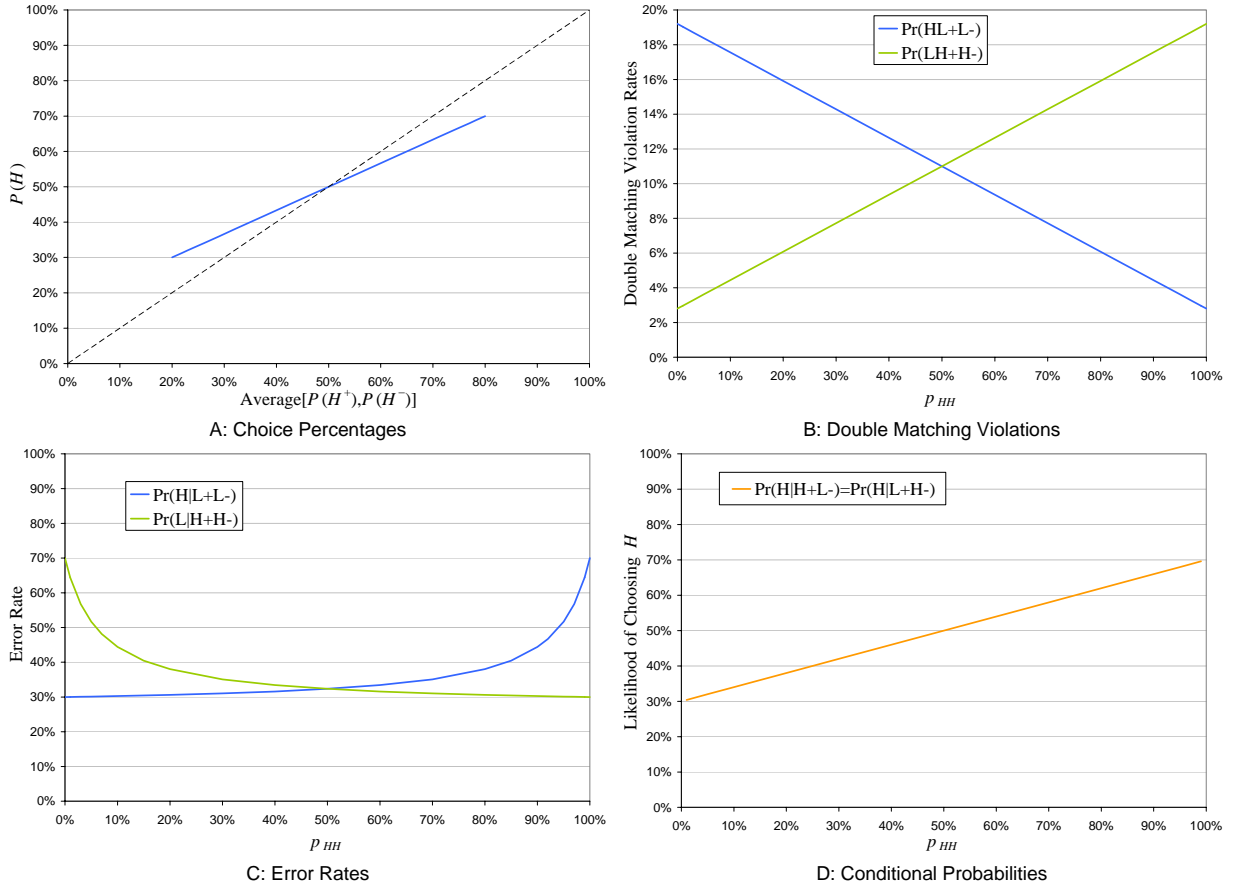 100%
90%
80%
70%
60%
50%
40%
30%
20%
10%
0%
P(H)
0% 10% 20% 30% 40% 50% 60% 70% 80% 90% 100%
Average[P(H+),P(H−)]
A: Choice Percentages
20%
18%
16%
14%
12%
10%
8%
6%
4%
2%
0%
Double Matching Violation Rates
Pr(HL+L-)
Pr(LH+H-)
0% 10% 20% 30% 40% 50% 60% 70% 80% 90% 100%
p HH
B: Double Matching Violations
100%
90%
80%
70%
60%
50%
40%
30%
20%
10%
0%
Error Rate
Pr(H|L+L-)
Pr(L|H+H-)
0% 10% 20% 30% 40% 50% 60% 70% 80% 90% 100%
p HH
C: Error Rates
100%
90%
80%
70%
60%
50%
40%
30%
20%
10%
0%
Likelihood of Choosing H
Pr(H|H+L-)=Pr(H|L+H-)
0% 10% 20% 30% 40% 50% 60% 70% 80% 90% 100%
p HH
D: Conditional Probabilities